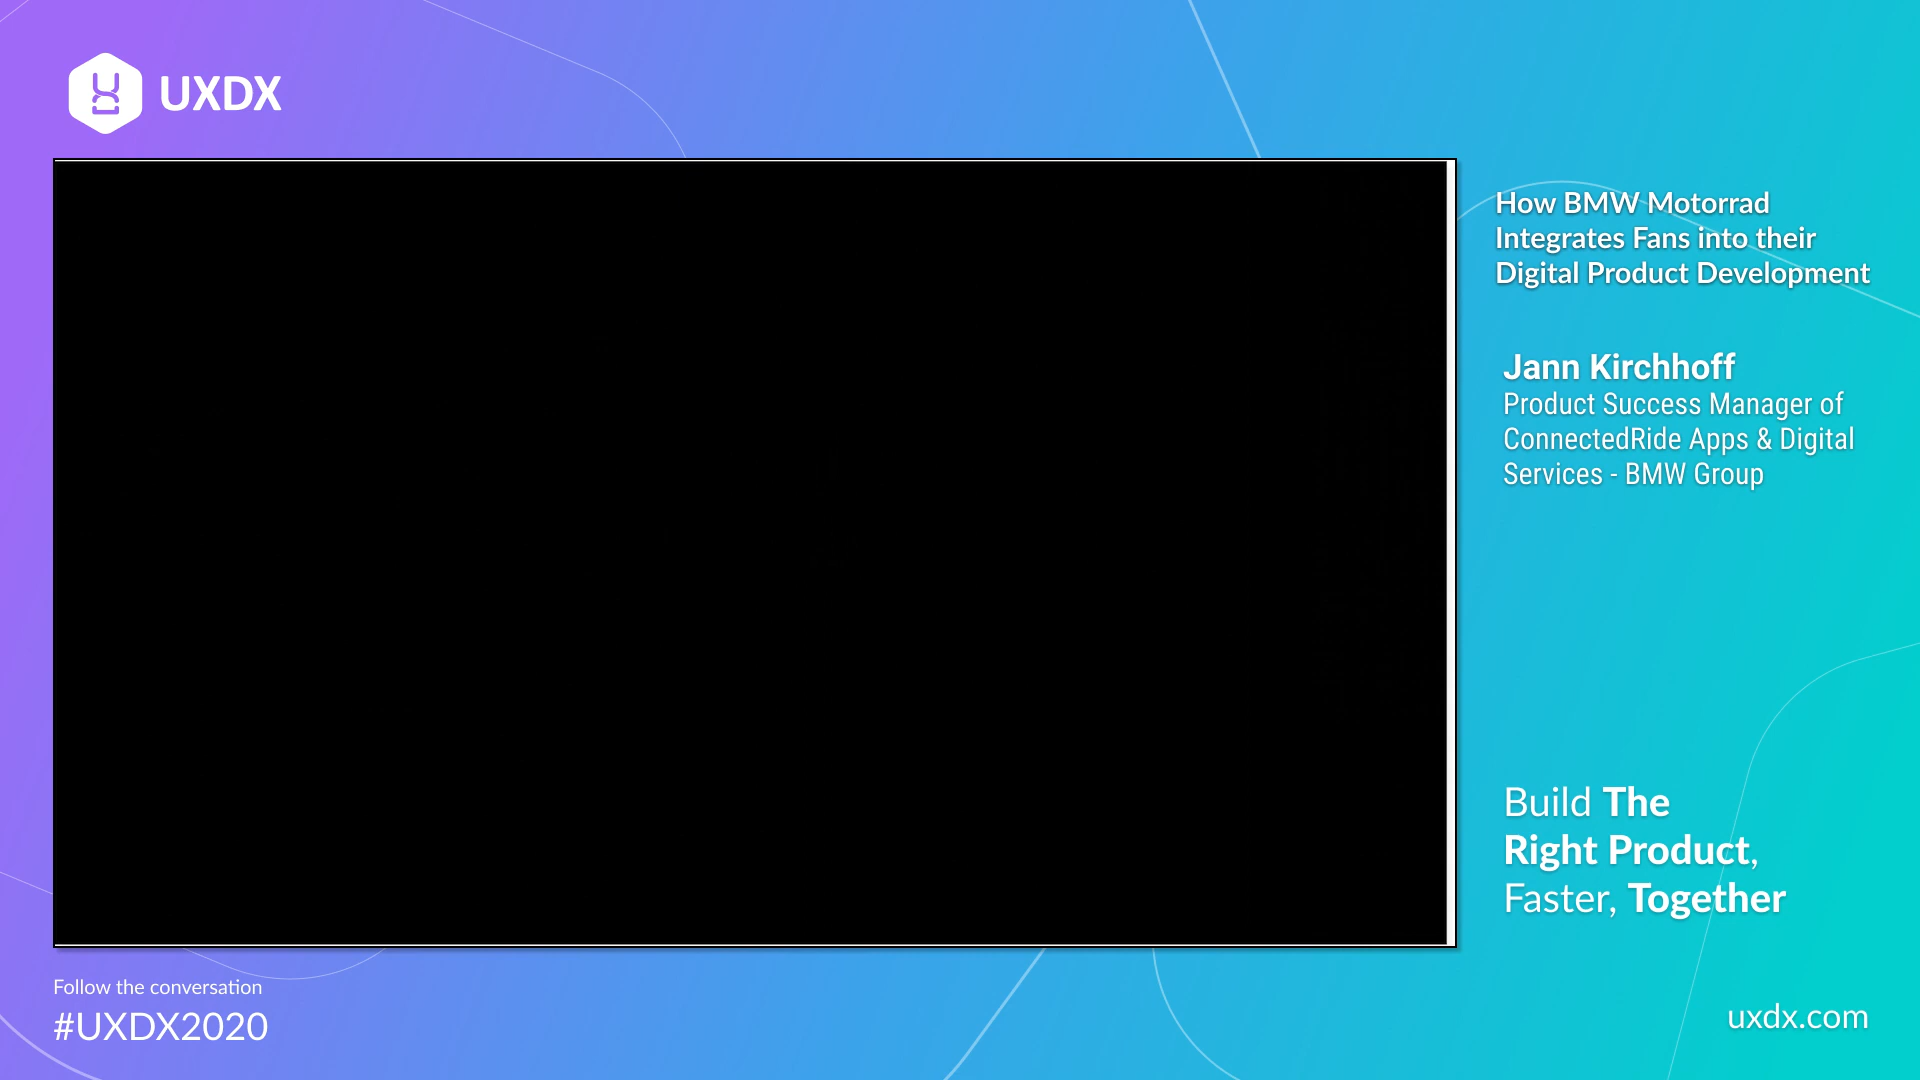 UXDX
How BMW Motorrad
Integrates Fans into their
Digital Product Development
Jann Kirchhoff
Product Success Manager of
ConnectedRide Apps & Digital
Services - BMW Group
Build The
Right Product,
Faster, Together
Follow the conversation
#UXDX2020
uxdx.com